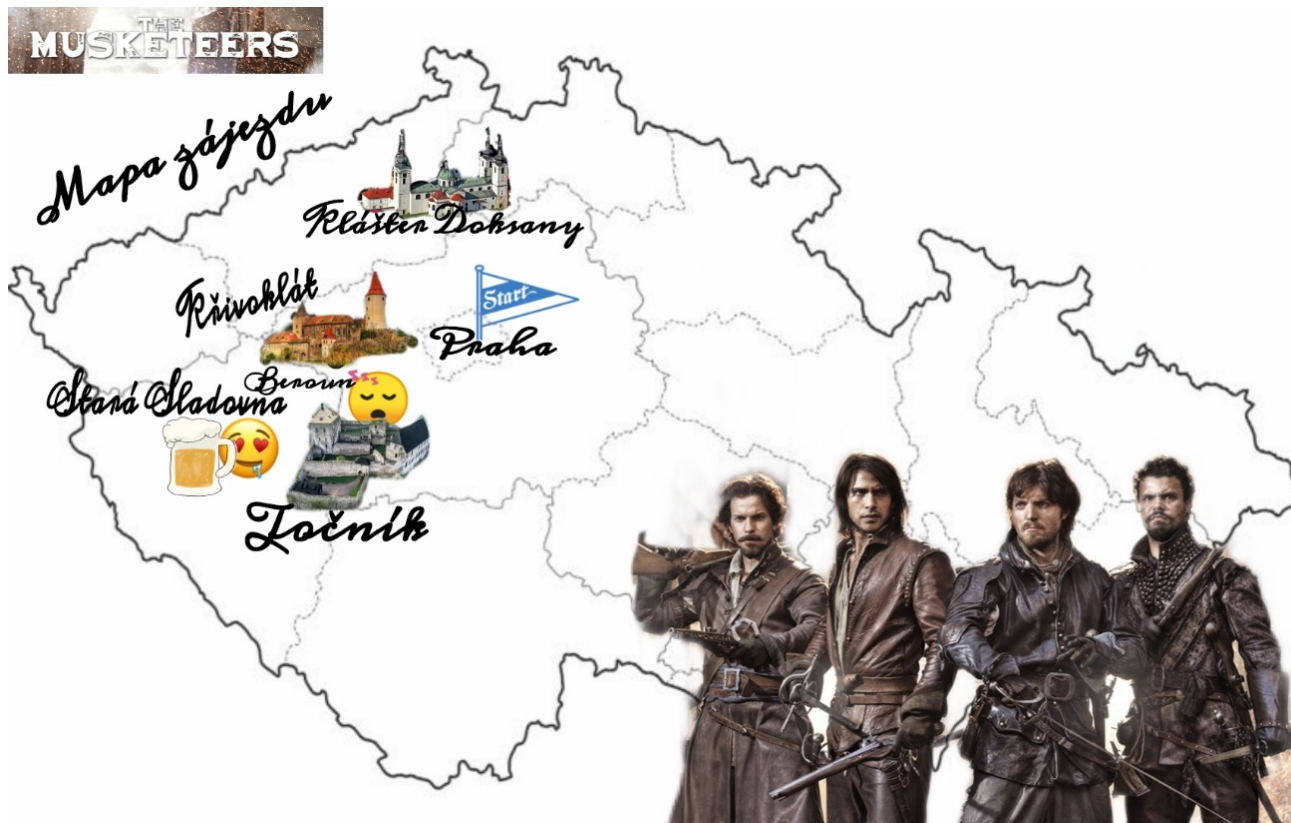 THE
MUSKETEERS
Mapa zájezdu
Klášter Doksany
Křivoklát
Start
Praha
Beroun
Stará Sladovna
Točník